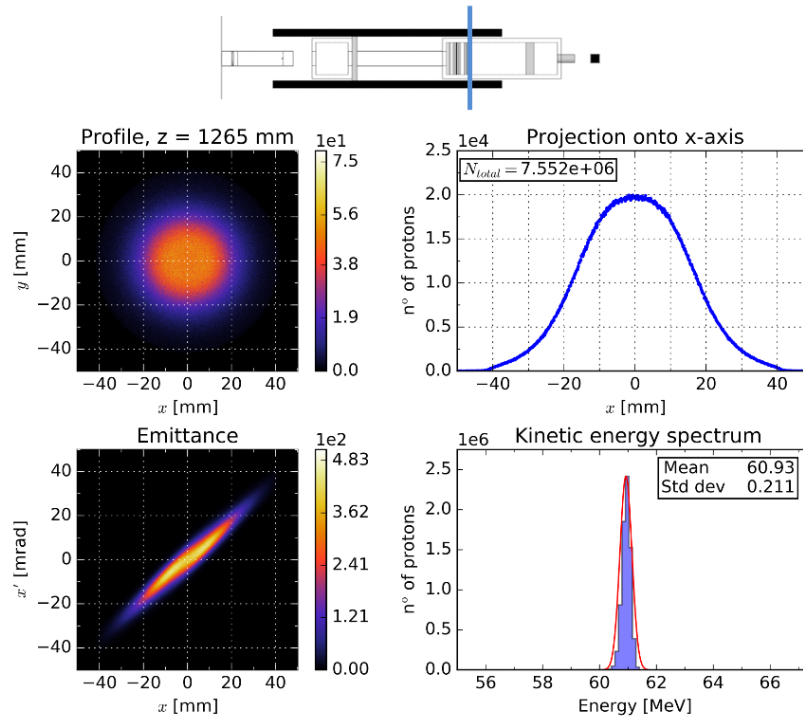 Profile, z = 1265 mm
1e1
40
20
0
−20
−40
y [mm]
−40 −20 0 20 40
x [mm]
7.5
5.6
3.8
1.9
0.0
Projection onto x-axis
1e4
N_total = 7.552e+06
2.5
2.0
1.5
1.0
0.5
0.0
n° of protons
−40 −20 0 20 40
x [mm]
Emittance
1e2
40
20
0
−20
−40
x′ [mrad]
−40 −20 0 20 40
x [mm]
4.83
3.62
2.41
1.21
0.00
Kinetic energy spectrum
1e6
Mean 60.93
Std dev 0.211
2.5
2.0
1.5
1.0
0.5
0.0
n° of protons
56 58 60 62 64 66
Energy [MeV]